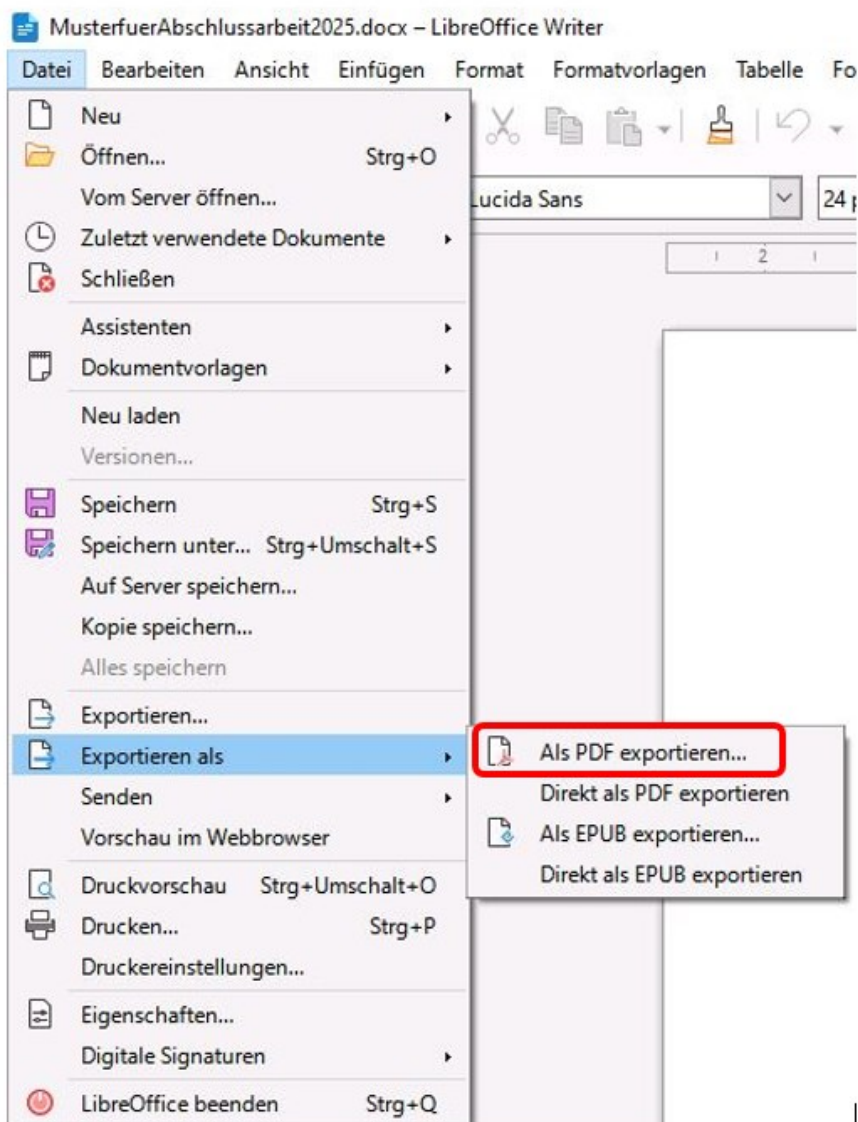 MusterfuerAbschlussarbeit2025.docx – LibreOffice Writer
Datei Bearbeiten Ansicht Einfügen Format Formatvorlagen Tabelle Fo
Neu
Öffnen... Strg+O
Vom Server öffnen...
Lucida Sans 24 p
Zuletzt verwendete Dokumente
2
Schließen
Assistenten
Dokumentvorlagen
Neu laden
Versionen...
Speichern Strg+S
Speichern unter... Strg+Umschalt+S
Auf Server speichern...
Kopie speichern...
Alles speichern
Exportieren...
Exportieren als
Als PDF exportieren...
Direkt als PDF exportieren
Als EPUB exportieren...
Direkt als EPUB exportieren
Senden
Vorschau im Webbrowser
Druckvorschau Strg+Umschalt+O
Drucken... Strg+P
Druckereinstellungen...
Eigenschaften...
Digitale Signaturen
LibreOffice beenden Strg+Q